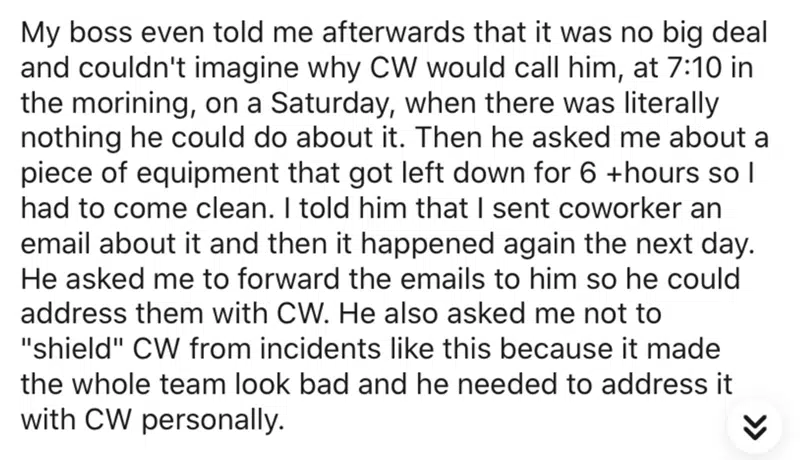 My boss even told me afterwards that it was no big deal
and couldn't imagine why CW would call him, at 7:10 in
the morining, on a Saturday, when there was literally
nothing he could do about it. Then he asked me about a
piece of equipment that got left down for 6 +hours so I
had to come clean. I told him that I sent coworker an
email about it and then it happened again the next day.
He asked me to forward the emails to him so he could
address them with CW. He also asked me not to
"shield" CW from incidents like this because it made
the whole team look bad and he needed to address it
with CW personally.